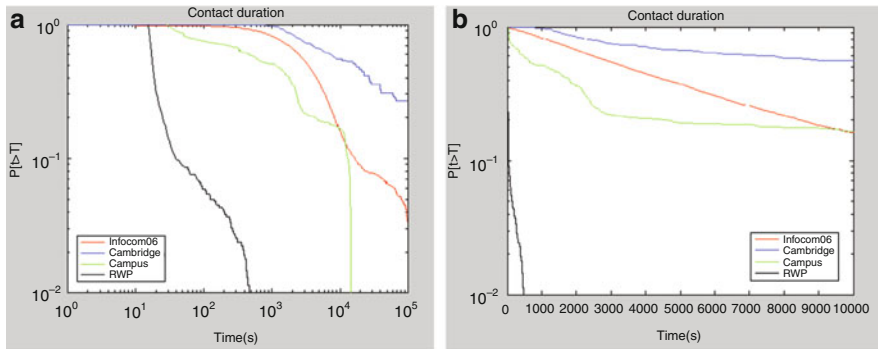 a
Contact duration
10^0
10^-1
10^-2
P[t>T]
Infocom06
Cambridge
Campus
RWP
10^0
10^1
10^2
10^3
10^4
10^5
Time(s)
b
Contact duration
10^0
10^-1
10^-2
P[t>T]
Infocom06
Cambridge
Campus
RWP
0 1000 2000 3000 4000 5000 6000 7000 8000 9000 10000
Time(s)